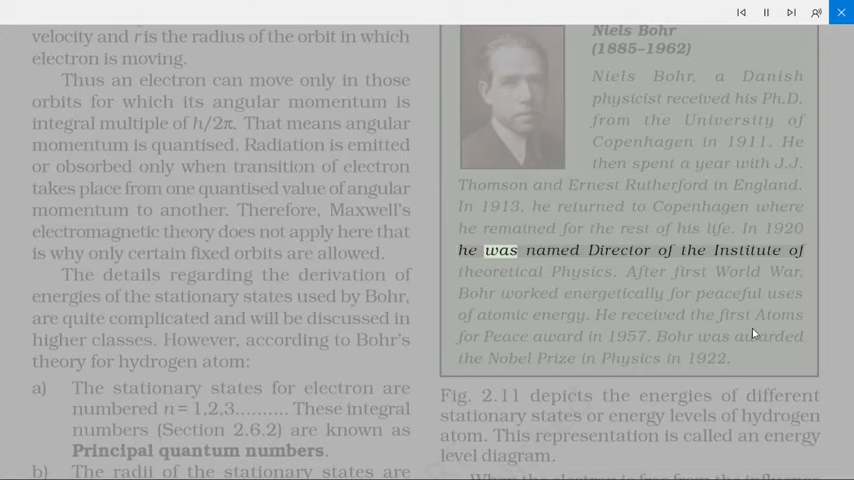 velocity and r is the radius of the orbit in which
electron is moving.
Thus an electron can move only in those
orbits for which its angular momentum is
integral multiple of h/2π. That means angular
momentum is quantised. Radiation is emitted
or obsorbed only when transition of electron
takes place from one quantised value of angular
momentum to another. Therefore, Maxwell's
electromagnetic theory does not apply here that
is why only certain fixed orbits are allowed.
The details regarding the derivation of
energies of the stationary states used by Bohr,
are quite complicated and will be discussed in
higher classes. However, according to Bohr's
theory for hydrogen atom:
a) The stationary states for electron are
numbered n = 1,2,3.......... These integral
numbers (Section 2.6.2) are known as
Principal quantum numbers.
b) The radii of the stationary states are
Niels Bohr
(1885–1962)
Niels Bohr, a Danish
physicist received his Ph.D.
from the University of
Copenhagen in 1911. He
then spent a year with J.J.
Thomson and Ernest Rutherford in England.
In 1913, he returned to Copenhagen where
he remained for the rest of his life. In 1920
he was named Director of the Institute of
theoretical Physics. After first World War,
Bohr worked energetically for peaceful uses
of atomic energy. He received the first Atoms
for Peace award in 1957. Bohr was awarded
the Nobel Prize in Physics in 1922.
Fig. 2.11 depicts the energies of different
stationary states or energy levels of hydrogen
atom. This representation is called an energy
level diagram.
When the electron is free from the influence